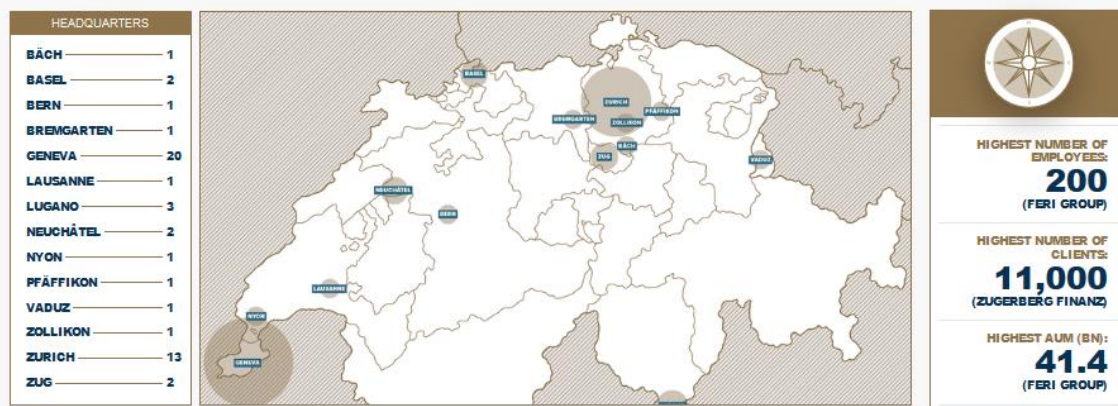 HEADQUARTERS
BÄCH 1
BASEL 2
BERN 1
BREMGARTEN 1
GENEVA 20
LAUSANNE 1
LUGANO 3
NEUCHÂTEL 2
NYON 1
PFÄFFIKON 1
VADUZ 1
ZOLLIKON 1
ZURICH 13
ZUG 2
BASEL
ZURICH
BREMGARTEN
PFÄFFIKON
ZOLLIKON
BÄCH
ZUG
VADUZ
NEUCHÂTEL
BERN
LAUSANNE
NYON
GENEVA
HIGHEST NUMBER OF
EMPLOYEES:
200
(FERI GROUP)
HIGHEST NUMBER OF
CLIENTS:
11,000
(ZUGERBERG FINANZ)
HIGHEST AUM (BN):
41.4
(FERI GROUP)